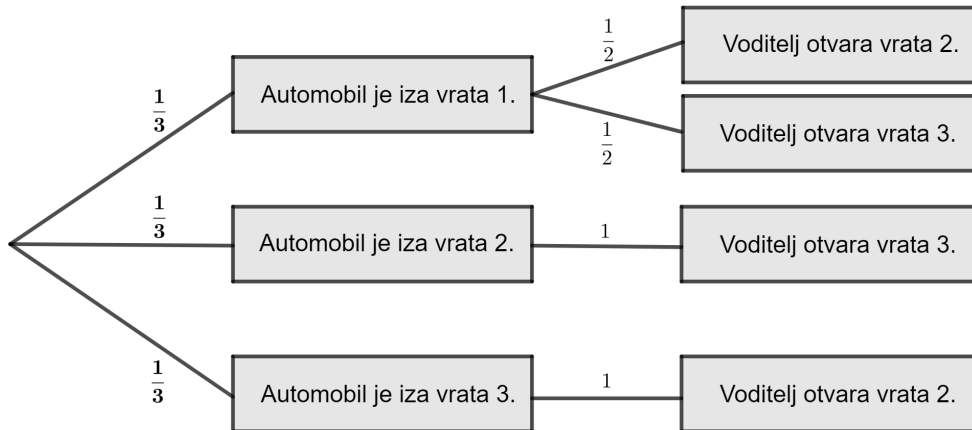 1/2
Voditelj otvara vrata 2.
1/3
Automobil je iza vrata 1.
1/2
Voditelj otvara vrata 3.
1/3
Automobil je iza vrata 2.
1
Voditelj otvara vrata 3.
1/3
Automobil je iza vrata 3.
1
Voditelj otvara vrata 2.